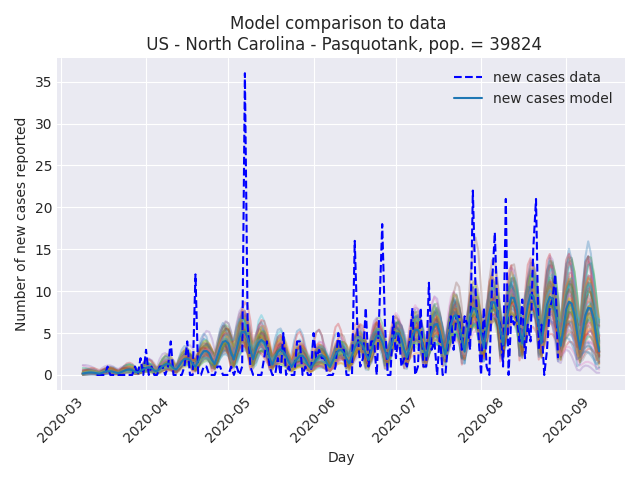 Model comparison to data
US - North Carolina - Pasquotank, pop. = 39824
new cases data
new cases model
Number of new cases reported
35
30
25
20
15
10
5
0
2020-03
2020-04
2020-05
2020-06
2020-07
2020-08
2020-09
Day